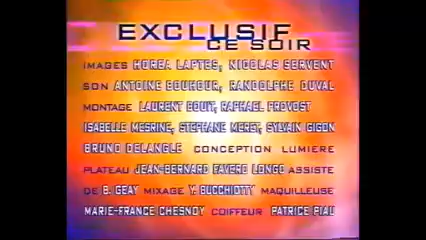 EXCLUSIF
CE SOIR
IMAGES HOREA LAPTES, NICOLAS SERVENT
SON ANTOINE BOUHOUR, RANDOLPHE DUVAL
MONTAGE LAURENT BOUIT, RAPHAEL PROVOST
ISABELLE MESRINE, STEPHANE MERET, SYLVAIN GIGON
BRUNO DELANGLE CONCEPTION LUMIERE
PLATEAU JEAN-BERNARD FAVERO LONGO ASSISTE
DE B. GEAY MIXAGE Y. BUCCHIOTTY MAQUILLEUSE
MARIE-FRANCE CHESNOY COIFFEUR PATRICE PIAU